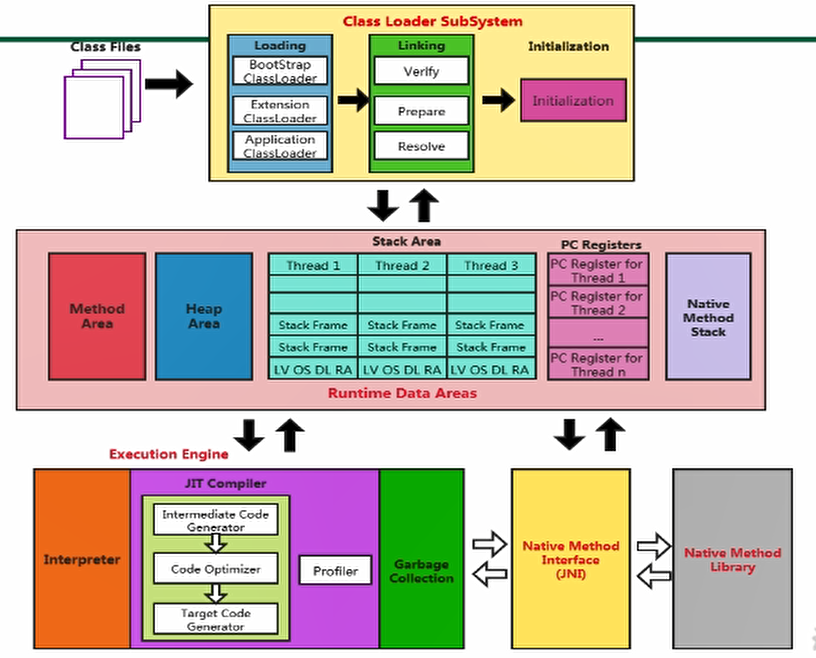 Class Loader SubSystem
Class Files
Loading
Linking
Initialization
BootStrap
ClassLoader
Verify
Extension
ClassLoader
Prepare
Initialization
Application
ClassLoader
Resolve
Stack Area
PC Registers
Method
Area
Heap
Area
Thread 1
Thread 2
Thread 3
Stack Frame
Stack Frame
Stack Frame
Stack Frame
Stack Frame
Stack Frame
LV OS DL RA
LV OS DL RA
LV OS DL RA
PC Register for
Thread 1
PC Register for
Thread 2
...
PC Register for
Thread n
Native
Method
Stack
Runtime Data Areas
Execution Engine
Interpreter
JIT Compiler
Intermediate Code
Generator
Code Optimizer
Target Code
Generator
Profiler
Garbage
Collection
Native Method
Interface
(JNI)
Native Method
Library